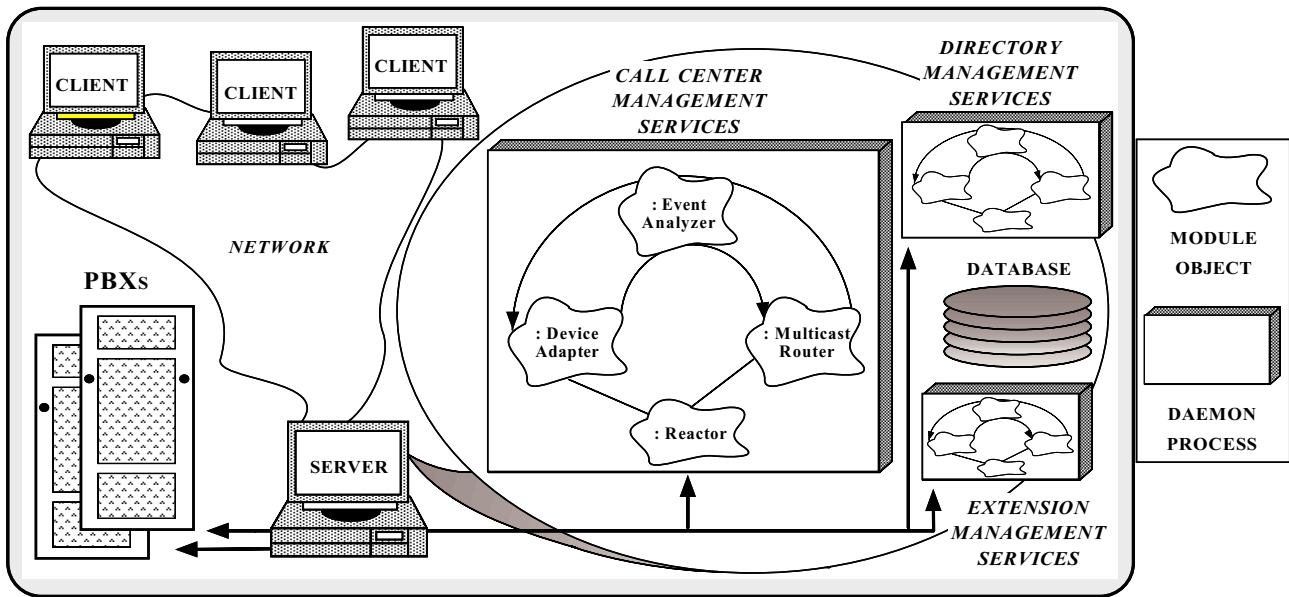 CLIENT
CLIENT
CLIENT
NETWORK
PBXs
SERVER
CALL CENTER
MANAGEMENT
SERVICES
: Event
Analyzer
: Device
Adapter
: Multicast
Router
: Reactor
DIRECTORY
MANAGEMENT
SERVICES
DATABASE
EXTENSION
MANAGEMENT
SERVICES
MODULE
OBJECT
DAEMON
PROCESS